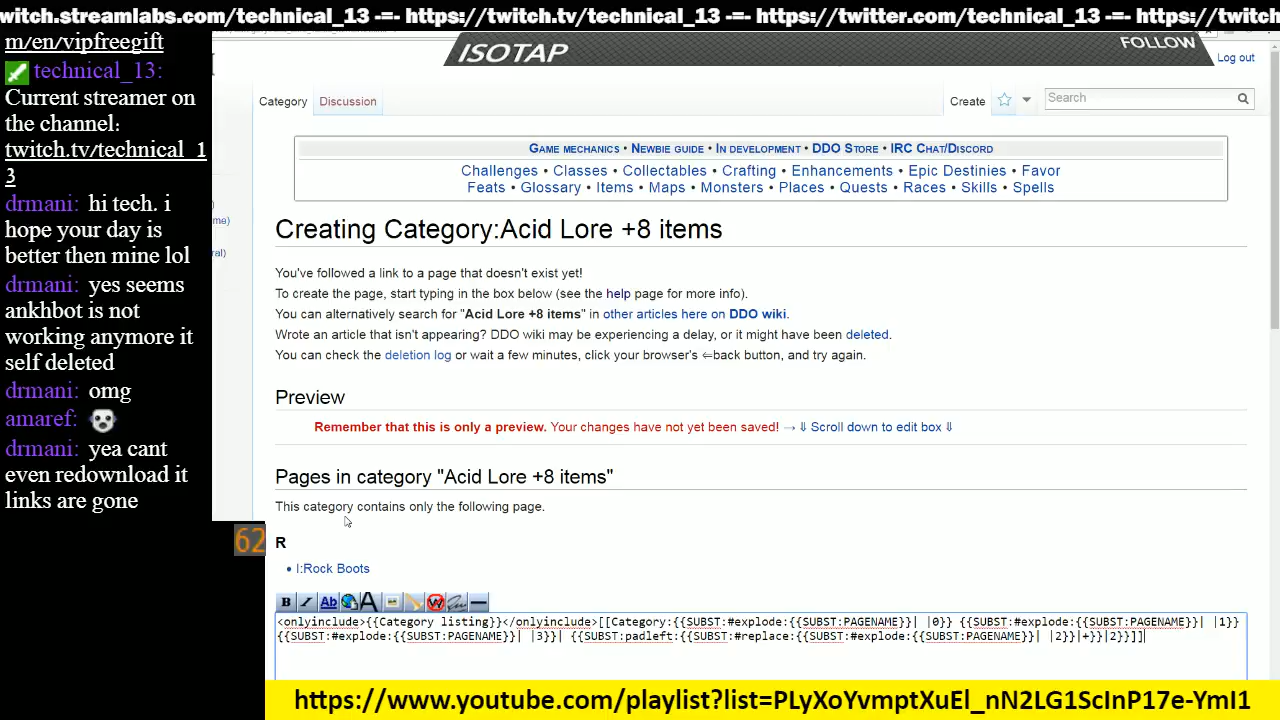 witch.streamlabs.com/technical_13 -=- https://twitch.tv/technical_13 -=- https://twitter.com/technical_13 -=- https://twitc
m/en/vipfreegift
technical_13:
Current streamer on
the channel:
twitch.tv/technical_1
3
drmani: hi tech. i
hope your day is
better then mine lol
drmani: yes seems
ankhbot is not
working anymore it
self deleted
drmani: omg
amaref:
drmani: yea cant
even redownload it
links are gone
62
ISOTAP
FOLLOW
Log out
Category Discussion
Create
Search
Game mechanics • Newbie guide • In development • DDO Store • IRC Chat/Discord
Challenges • Classes • Collectables • Crafting • Enhancements • Epic Destinies • Favor
Feats • Glossary • Items • Maps • Monsters • Places • Quests • Races • Skills • Spells
me)
ral)
Creating Category:Acid Lore +8 items
You've followed a link to a page that doesn't exist yet!
To create the page, start typing in the box below (see the help page for more info).
You can alternatively search for "Acid Lore +8 items" in other articles here on DDO wiki.
Wrote an article that isn't appearing? DDO wiki may be experiencing a delay, or it might have been deleted.
You can check the deletion log or wait a few minutes, click your browser's ⇐back button, and try again.
Preview
Remember that this is only a preview. Your changes have not yet been saved! → ⇓ Scroll down to edit box ⇓
Pages in category "Acid Lore +8 items"
This category contains only the following page.
R
• I:Rock Boots
B I Ab A W
<onlyinclude>{{Category listing}}</onlyinclude>[[Category:{{SUBST:#explode:{{SUBST:PAGENAME}}| |0}} {{SUBST:#explode:{{SUBST:PAGENAME}}| |1}}
{{SUBST:#explode:{{SUBST:PAGENAME}}| |3}}| {{SUBST:padleft:{{SUBST:#replace:{{SUBST:#explode:{{SUBST:PAGENAME}}| |2}}|+}}|2}}]]
https://www.youtube.com/playlist?list=PLyXoYvmptXuEl_nN2LG1ScInP17e-YmI1